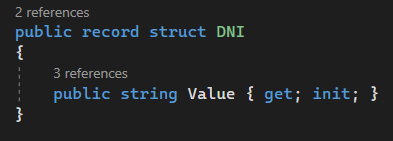 2 references
public record struct DNI
{
3 references
public string Value { get; init; }
}